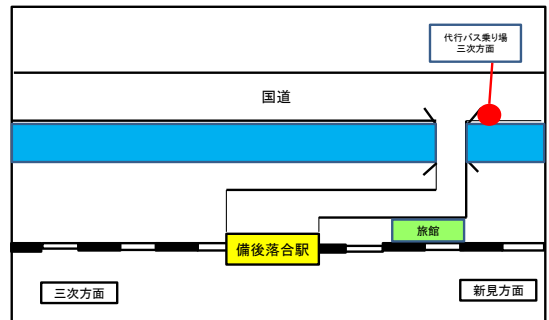 代行バス乗り場
三次方面
国道
旅館
備後落合駅
三次方面
新見方面